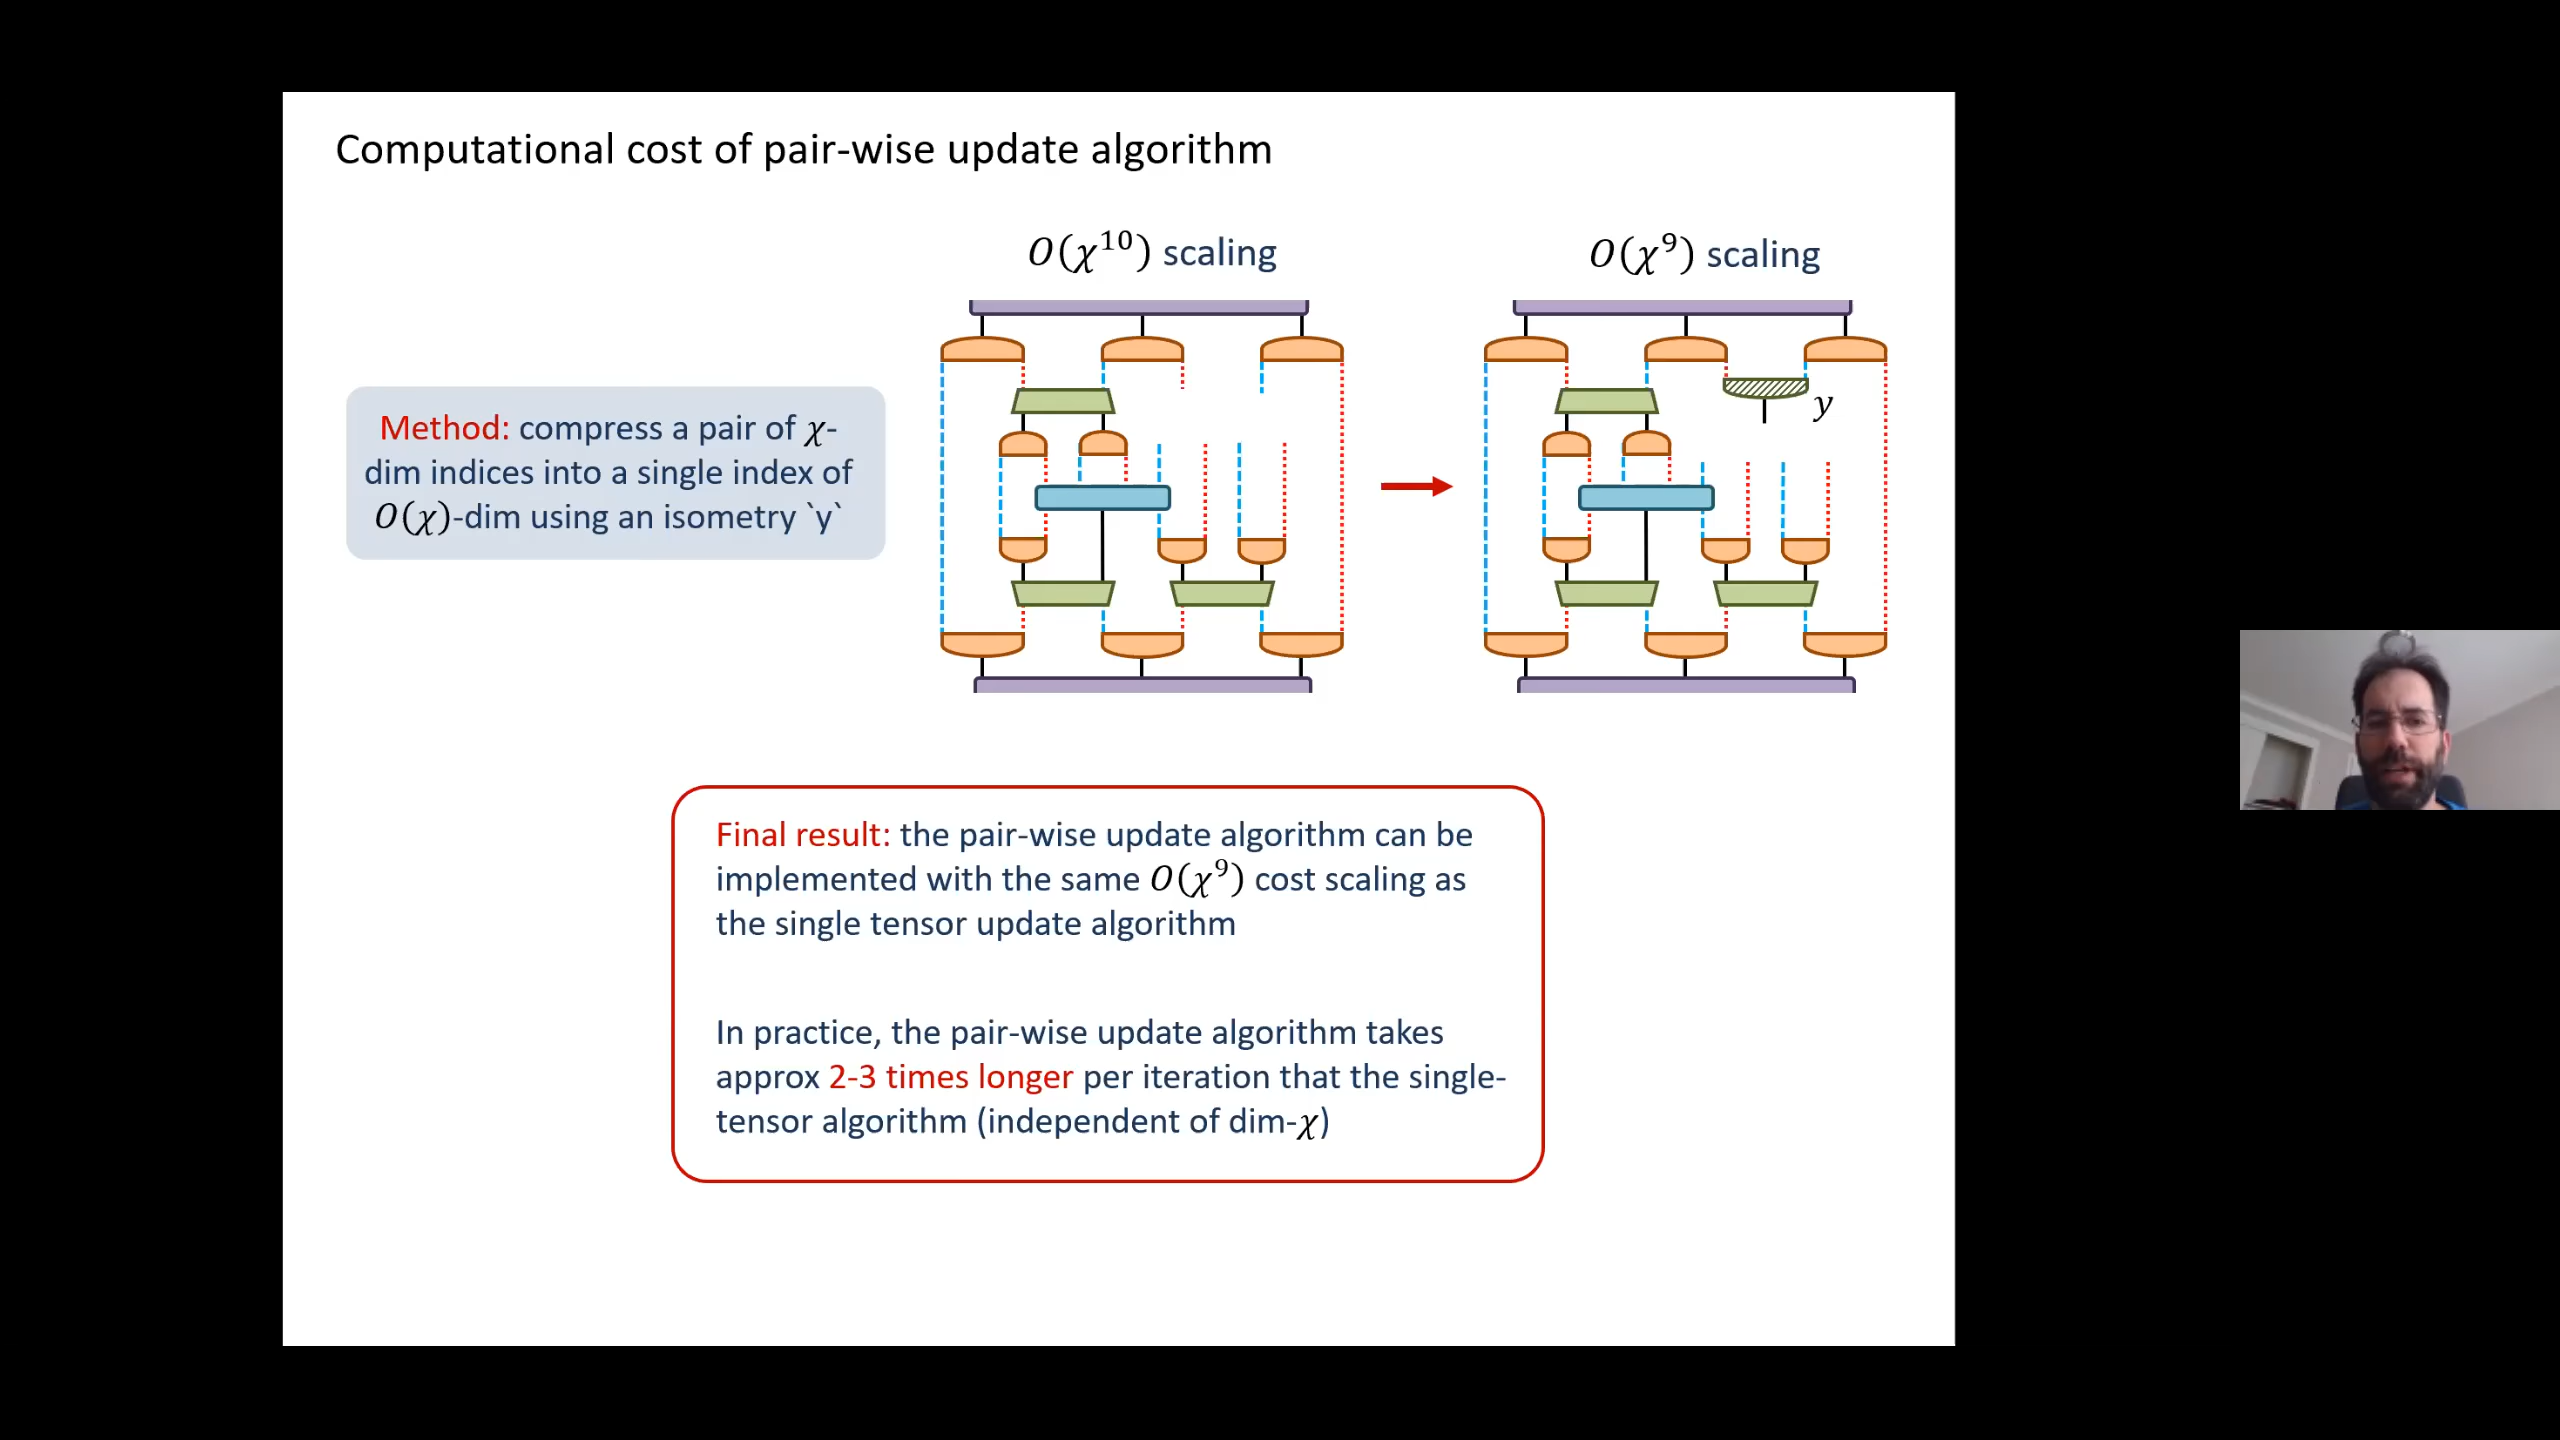 Computational cost of pair-wise update algorithm
O(χ¹⁰) scaling
O(χ⁹) scaling
Method: compress a pair of χ-
dim indices into a single index of
O(χ)-dim using an isometry `y`
y
Final result: the pair-wise update algorithm can be
implemented with the same O(χ⁹) cost scaling as
the single tensor update algorithm
In practice, the pair-wise update algorithm takes
approx 2-3 times longer per iteration that the single-
tensor algorithm (independent of dim-χ)